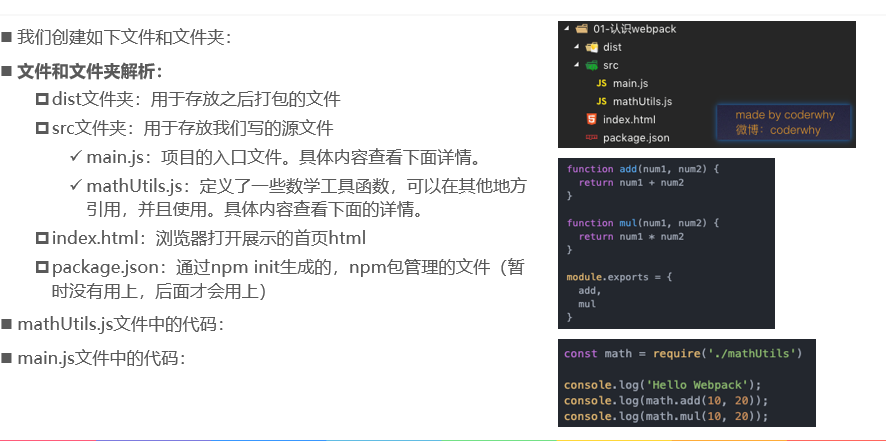 ■ 我们创建如下文件和文件夹：
■ 文件和文件夹解析：
dist文件夹：用于存放之后打包的文件
src文件夹：用于存放我们写的源文件
✓ main.js：项目的入口文件。具体内容查看下面详情。
✓ mathUtils.js：定义了一些数学工具函数，可以在其他地方
引用，并且使用。具体内容查看下面的详情。
index.html：浏览器打开展示的首页html
package.json：通过npm init生成的，npm包管理的文件（暂
时没有用上，后面才会用上）
■ mathUtils.js文件中的代码：
■ main.js文件中的代码：
01-认识webpack
dist
src
JS main.js
JS mathUtils.js
index.html
package.json
made by coderwhy
微博：coderwhy
function add(num1, num2) {
return num1 + num2
}
function mul(num1, num2) {
return num1 * num2
}
module.exports = {
add,
mul
}
const math = require('./mathUtils')
console.log('Hello Webpack');
console.log(math.add(10, 20));
console.log(math.mul(10, 20));